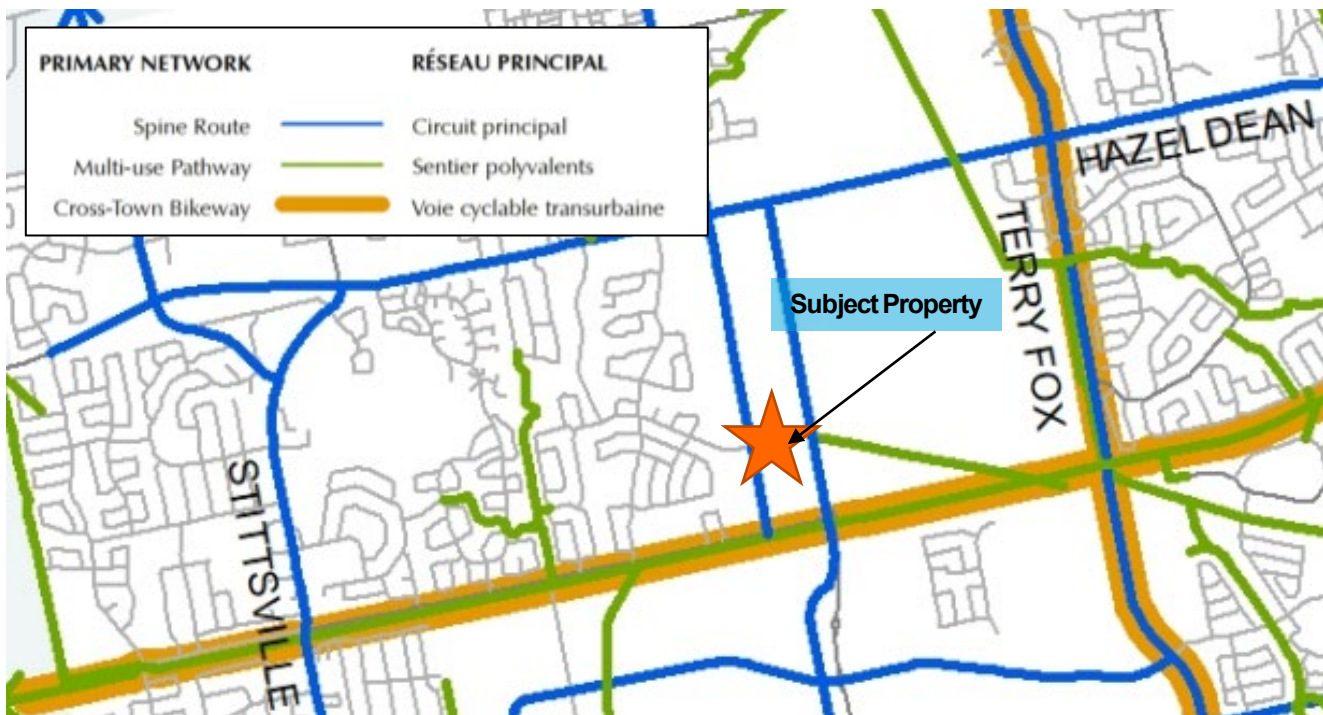 PRIMARY NETWORK RÉSEAU PRINCIPAL
Spine Route Circuit principal
Multi-use Pathway Sentier polyvalents
Cross-Town Bikeway Voie cyclable transurbaine
HAZELDEAN
TERRY FOX
Subject Property
STITTSVILLE